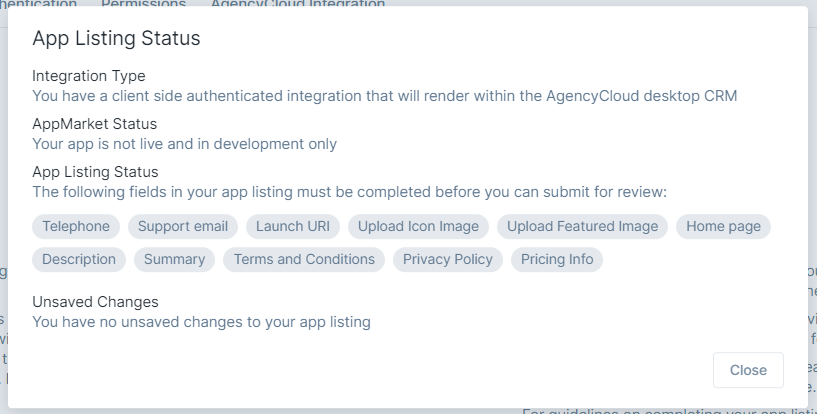 Permissions
AgencyCloud Integration
App Listing Status
Integration Type
You have a client side authenticated integration that will render within the AgencyCloud desktop CRM
AppMarket Status
Your app is not live and in development only
App Listing Status
The following fields in your app listing must be completed before you can submit for review:
Telephone Support email Launch URI Upload Icon Image Upload Featured Image Home page
Description Summary Terms and Conditions Privacy Policy Pricing Info
Unsaved Changes
You have no unsaved changes to your app listing
Close